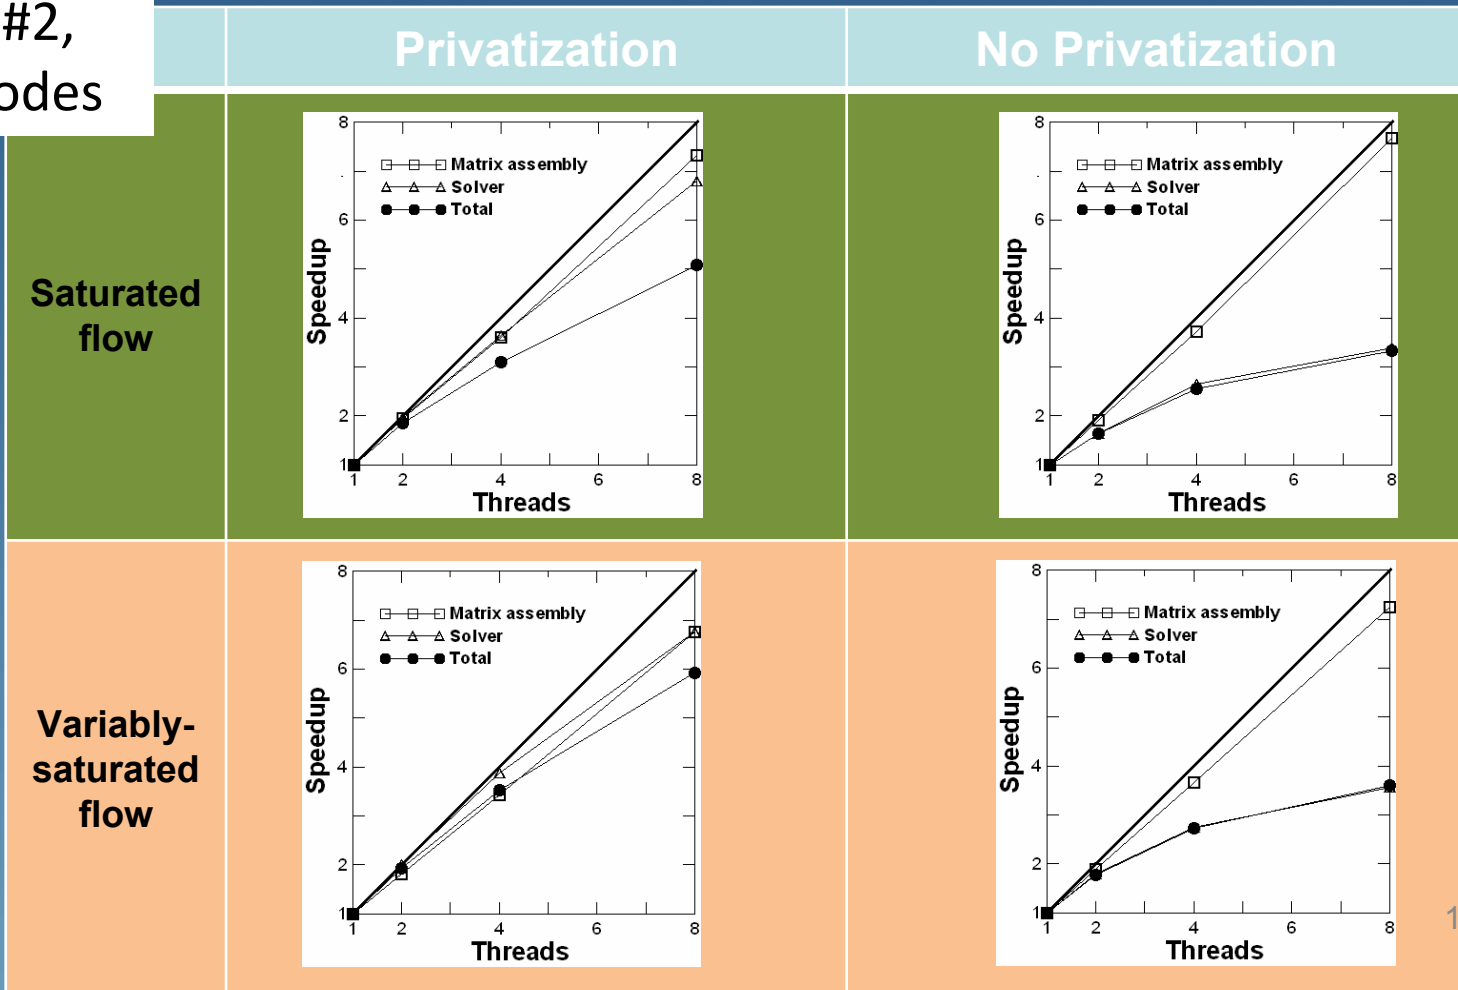 #2,
odes
Privatization
No Privatization
Saturated
flow
8
6
4
2
1
Speedup
Matrix assembly
Solver
Total
1
2
4
6
8
Threads
8
6
4
2
1
Speedup
Matrix assembly
Solver
Total
1
2
4
6
8
Threads
Variably-
saturated
flow
8
6
4
2
1
Speedup
Matrix assembly
Solver
Total
1
2
4
6
8
Threads
8
6
4
2
1
Speedup
Matrix assembly
Solver
Total
1
2
4
6
8
Threads
1